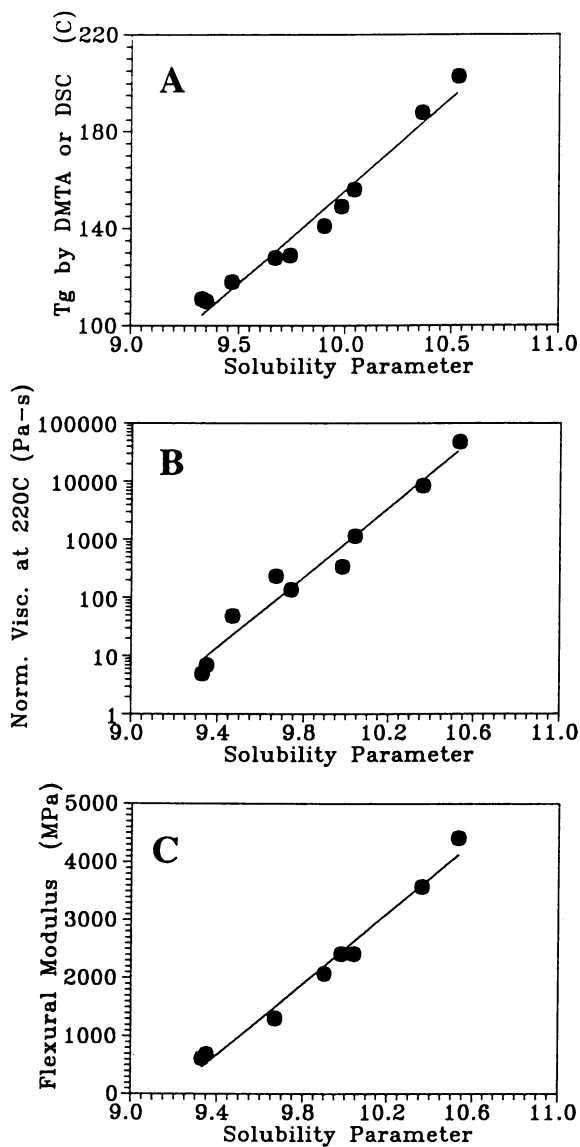 Tg by DMTA or DSC (C)
220
180
140
100
A
9.0 9.5 10.0 10.5 11.0
Solubility Parameter
Norm. Visc. at 220C (Pa-s)
100000
10000
1000
100
10
1
B
9.0 9.4 9.8 10.2 10.6 11.0
Solubility Parameter
Flexural Modulus (MPa)
5000
4000
3000
2000
1000
0
C
9.0 9.4 9.8 10.2 10.6 11.0
Solubility Parameter